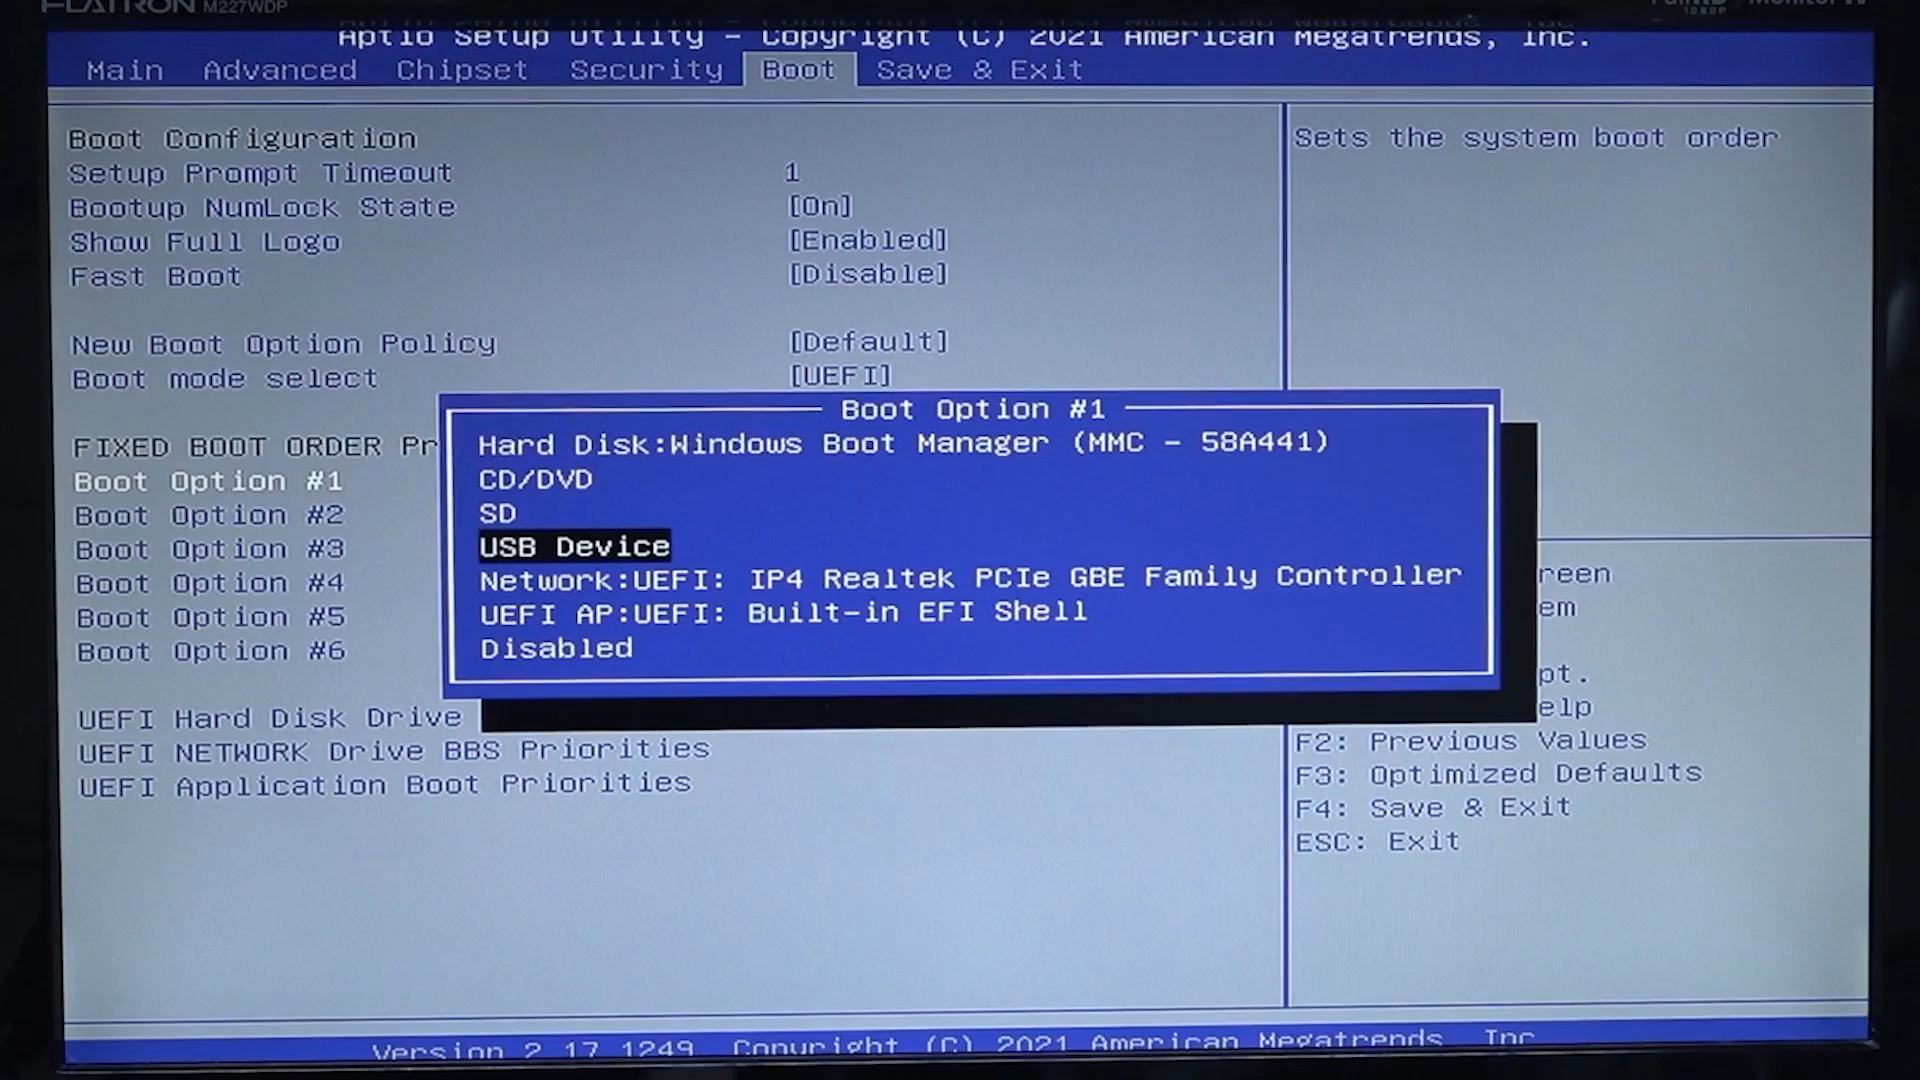 FLATRON M227WDP
Aptio Setup Utility – Copyright (C) 2021 American Megatrends, Inc.
Main Advanced Chipset Security Boot Save & Exit
Boot Configuration
Setup Prompt Timeout 1
Bootup NumLock State [On]
Show Full Logo [Enabled]
Fast Boot [Disable]
New Boot Option Policy [Default]
Boot mode select [UEFI]
FIXED BOOT ORDER Pr
Boot Option #1
Boot Option #2
Boot Option #3
Boot Option #4
Boot Option #5
Boot Option #6
UEFI Hard Disk Drive
UEFI NETWORK Drive BBS Priorities
UEFI Application Boot Priorities
Boot Option #1
Hard Disk:Windows Boot Manager (MMC – 58A441)
CD/DVD
SD
USB Device
Network:UEFI: IP4 Realtek PCIe GBE Family Controller
UEFI AP:UEFI: Built-in EFI Shell
Disabled
Sets the system boot order
reen
em
pt.
elp
F2: Previous Values
F3: Optimized Defaults
F4: Save & Exit
ESC: Exit
Version 2.17.1249. Copyright (C) 2021 American Megatrends, Inc.